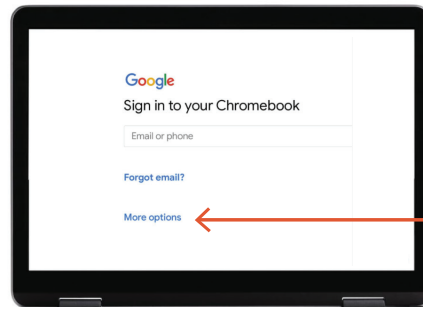 Google
Sign in to your Chromebook
Email or phone
Forgot email?
More options